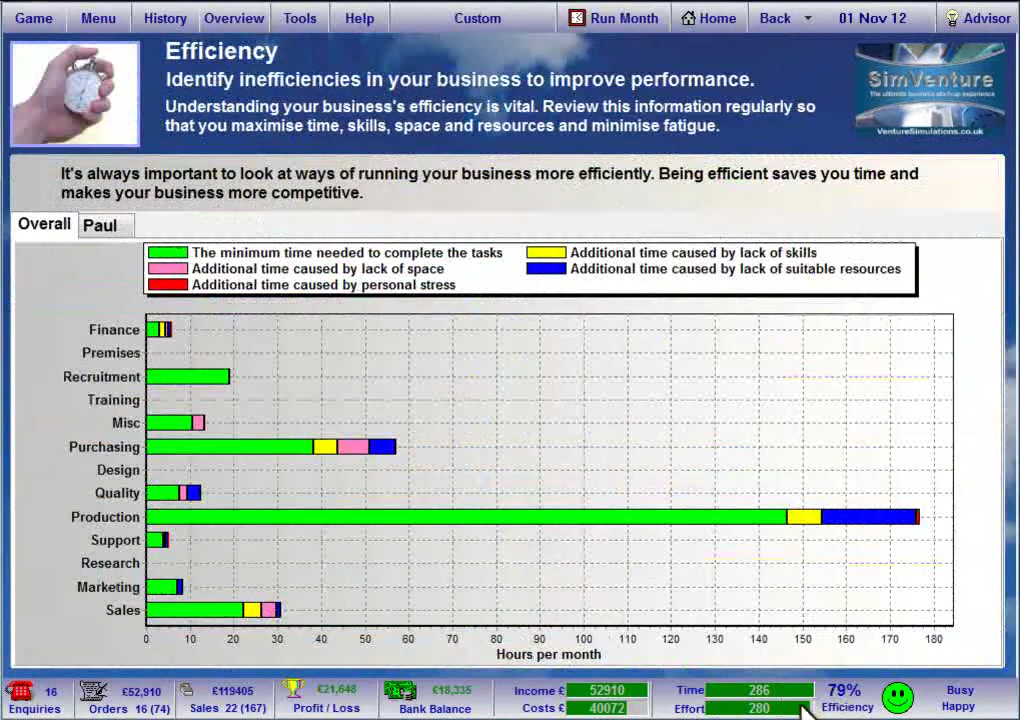 Game Menu History Overview Tools Help Custom Run Month Home Back 01 Nov 12 Advisor
Efficiency
Identify inefficiencies in your business to improve performance.
Understanding your business's efficiency is vital. Review this information regularly so
that you maximise time, skills, space and resources and minimise fatigue.
SimVenture
The ultimate business start-up experience
VentureSimulations.co.uk
It's always important to look at ways of running your business more efficiently. Being efficient saves you time and
makes your business more competitive.
Overall Paul
The minimum time needed to complete the tasks Additional time caused by lack of skills
Additional time caused by lack of space Additional time caused by lack of suitable resources
Additional time caused by personal stress
Finance
Premises
Recruitment
Training
Misc
Purchasing
Design
Quality
Production
Support
Research
Marketing
Sales
0 10 20 30 40 50 60 70 80 90 100 110 120 130 140 150 160 170 180
Hours per month
16 £52,910 £119405 £21,648 £18,335 Income £ 52910 Time 286 79% Busy
Enquiries Orders 16 (74) Sales 22 (167) Profit / Loss Bank Balance Costs £ 40072 Effort 280 Efficiency Happy